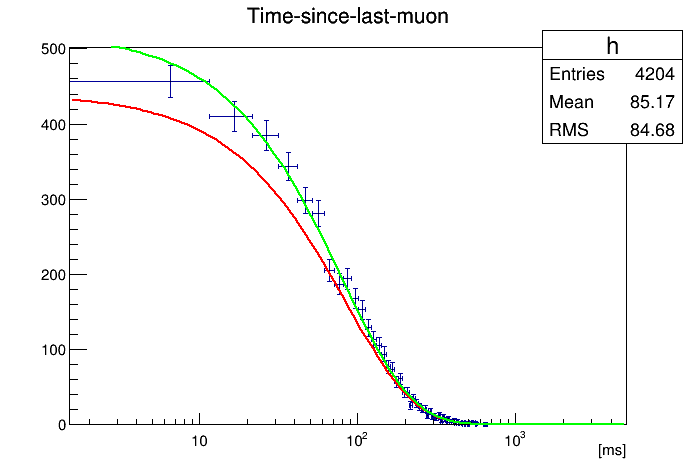 Time-since-last-muon
h
Entries 4204
Mean 85.17
RMS 84.68
500
400
300
200
100
0
10
10²
10³
[ms]